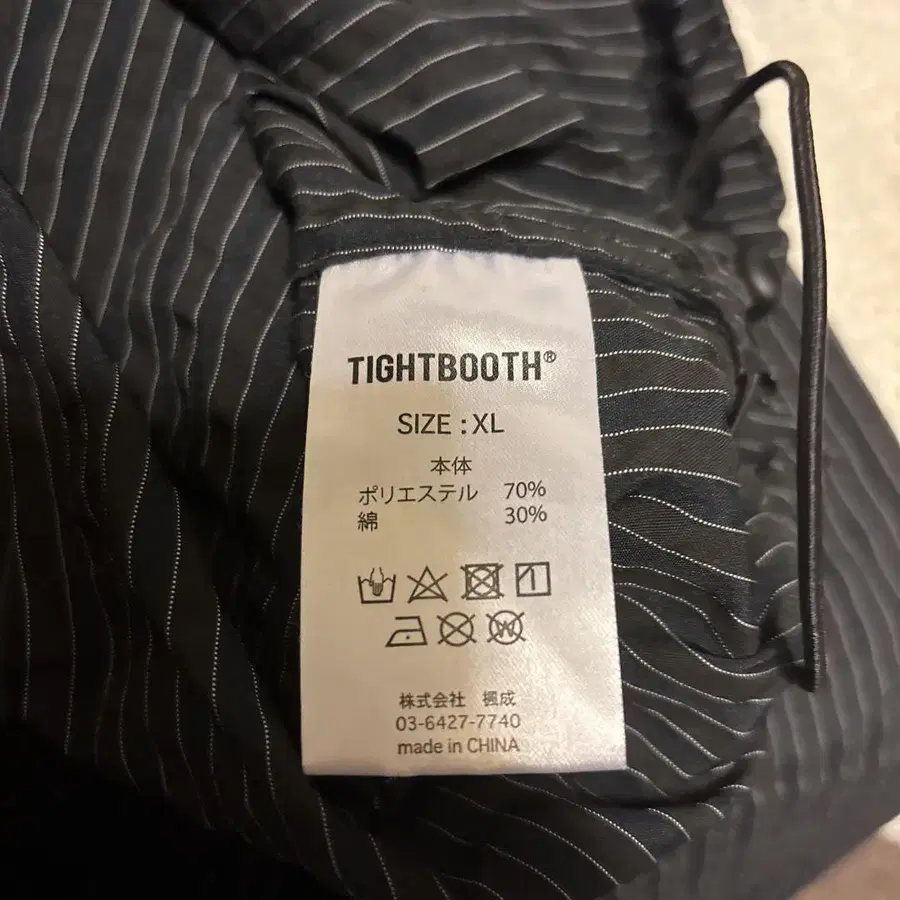 TIGHTBOOTH®
SIZE : XL
本体
ポリエステル 70%
綿 30%
W
株式会社 楓成
03-6427-7740
made in CHINA